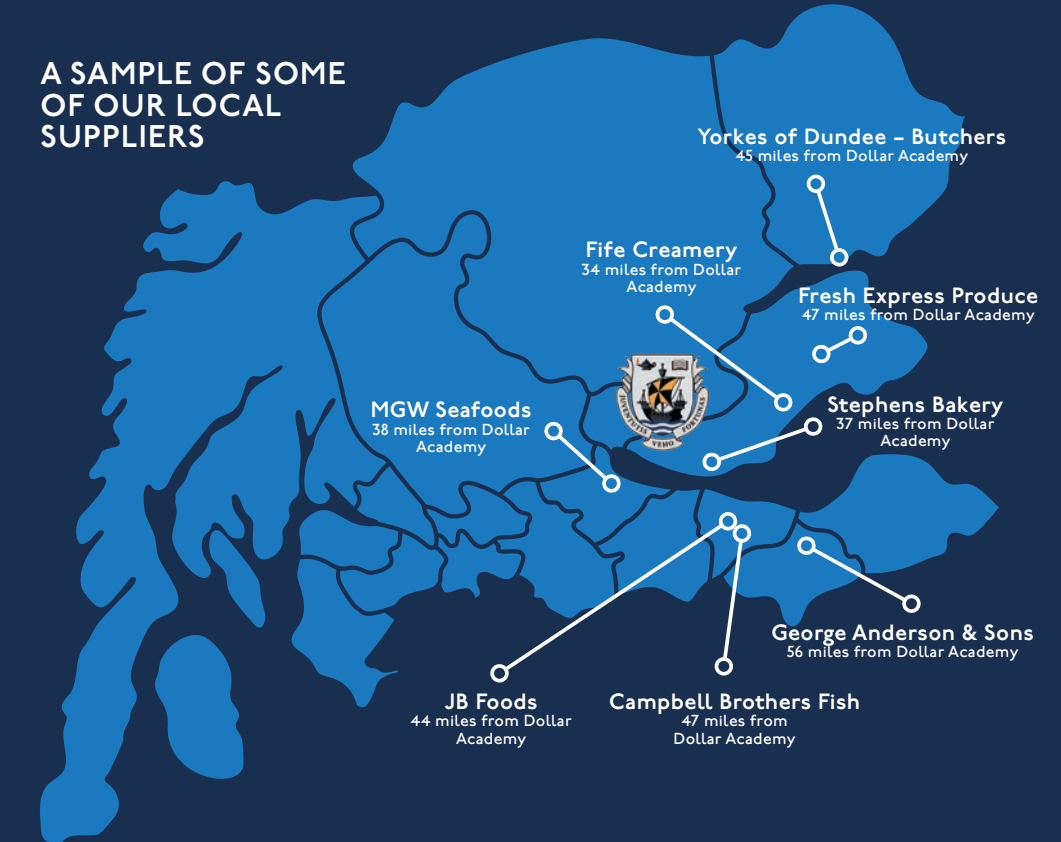 A SAMPLE OF SOME
OF OUR LOCAL
SUPPLIERS
Yorkes of Dundee – Butchers
45 miles from Dollar Academy
Fife Creamery
34 miles from Dollar
Academy
Fresh Express Produce
47 miles from Dollar Academy
MGW Seafoods
38 miles from Dollar
Academy
Stephens Bakery
37 miles from Dollar
Academy
JUVENTUTIS
VEHO
FORTUNAS
George Anderson & Sons
56 miles from Dollar Academy
JB Foods
44 miles from Dollar
Academy
Campbell Brothers Fish
47 miles from
Dollar Academy